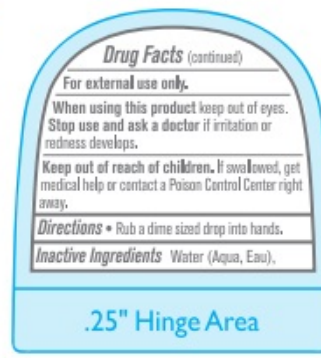 Drug Facts (continued)
For external use only.
When using this product keep out of eyes.
Stop use and ask a doctor if irritation or
redness develops.
Keep out of reach of children. If swallowed, get
medical help or contact a Poison Control Center right
away.
Directions • Rub a dime sized drop into hands.
Inactive Ingredients Water (Aqua, Eau),
.25" Hinge Area